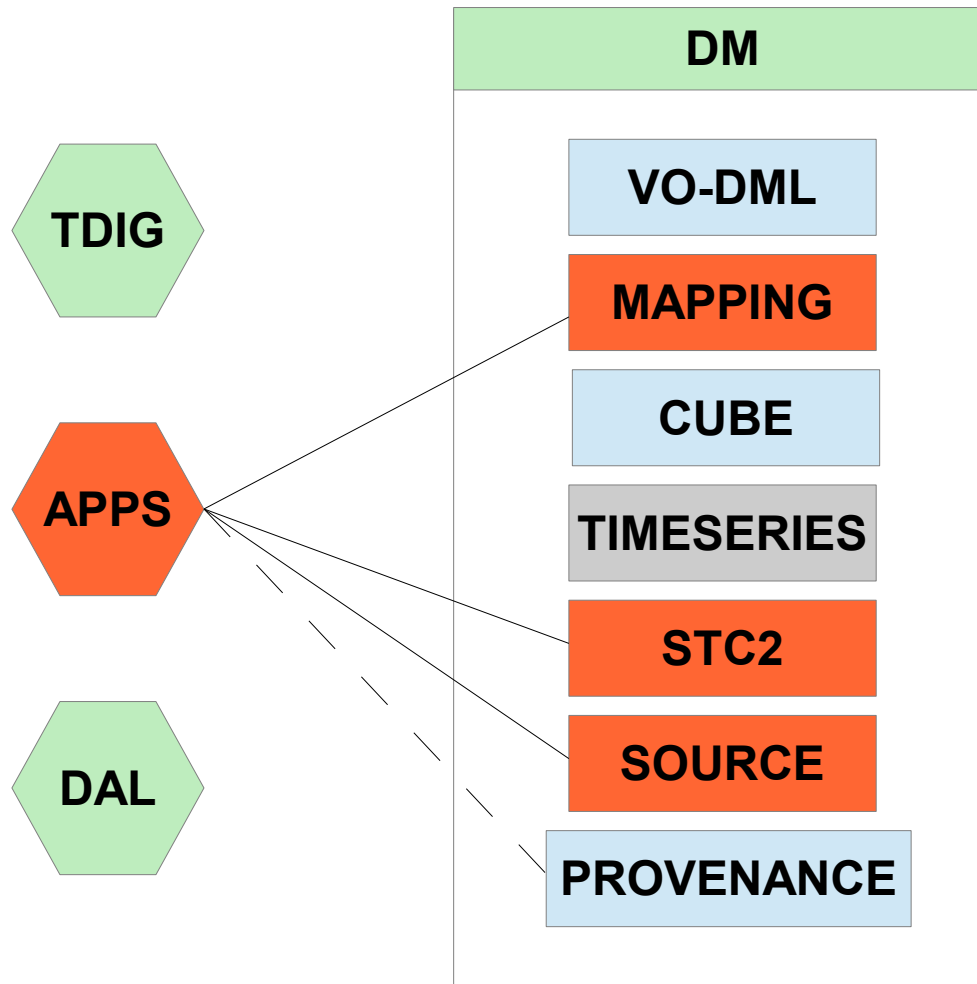 DM
TDIG
APPS
DAL
VO-DML
MAPPING
CUBE
TIMESERIES
STC2
SOURCE
PROVENANCE